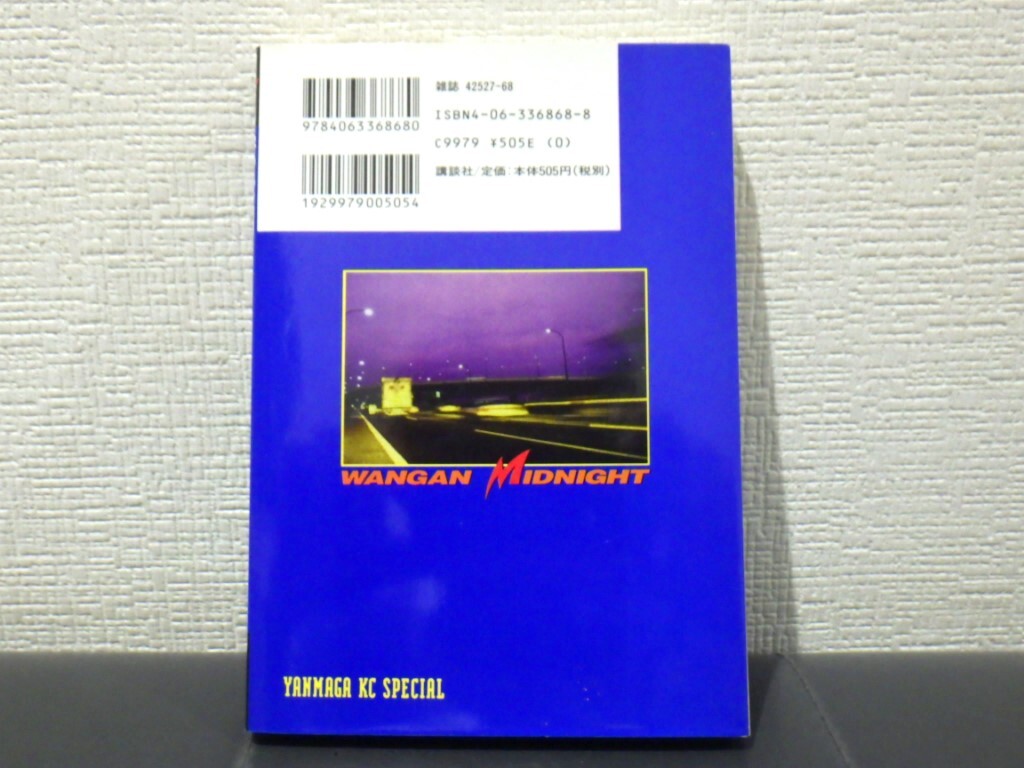 9784063368680
1929979005054
雑誌 42527-68
ISBN4-06-336868-8
C9979 ¥505E (0)
講談社/定価:本体505円(税別)
WANGAN MIDNIGHT
YANMAGA KC SPECIAL